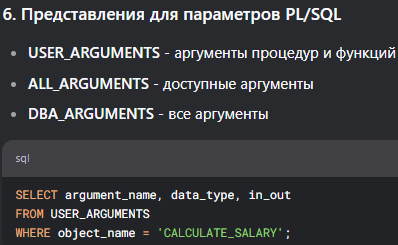 6. Представления для параметров PL/SQL
• USER_ARGUMENTS - аргументы процедур и функций
• ALL_ARGUMENTS - доступные аргументы
• DBA_ARGUMENTS - все аргументы
sql
SELECT argument_name, data_type, in_out
FROM USER_ARGUMENTS
WHERE object_name = 'CALCULATE_SALARY';